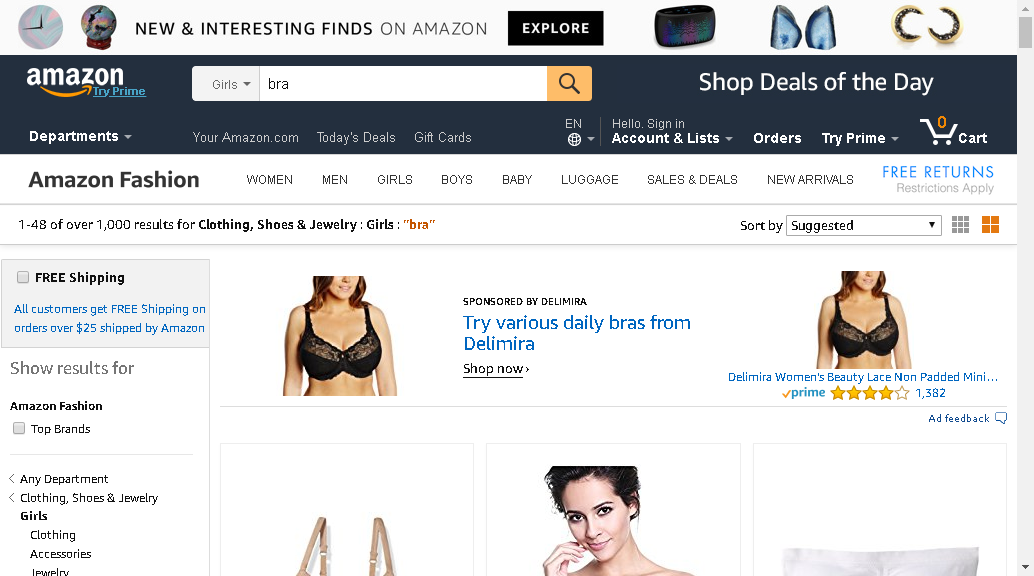 NEW & INTERESTING FINDS ON AMAZON EXPLORE
amazon
Try Prime
Girls
bra
Shop Deals of the Day
Departments
Your Amazon.com Today's Deals Gift Cards
EN
Hello. Sign in
Account & Lists
Orders
Try Prime
0
Cart
Amazon Fashion
WOMEN MEN GIRLS BOYS BABY LUGGAGE SALES & DEALS NEW ARRIVALS
FREE RETURNS
Restrictions Apply
1-48 of over 1,000 results for Clothing, Shoes & Jewelry : Girls : "bra"
Sort by Suggested
FREE Shipping
All customers get FREE Shipping on
orders over $25 shipped by Amazon
Show results for
Amazon Fashion
Top Brands
Any Department
Clothing, Shoes & Jewelry
Girls
Clothing
Accessories
Jewelry
SPONSORED BY DELIMIRA
Try various daily bras from
Delimira
Shop now ›
Delimira Women's Beauty Lace Non Padded Mini...
prime 1,382
Ad feedback